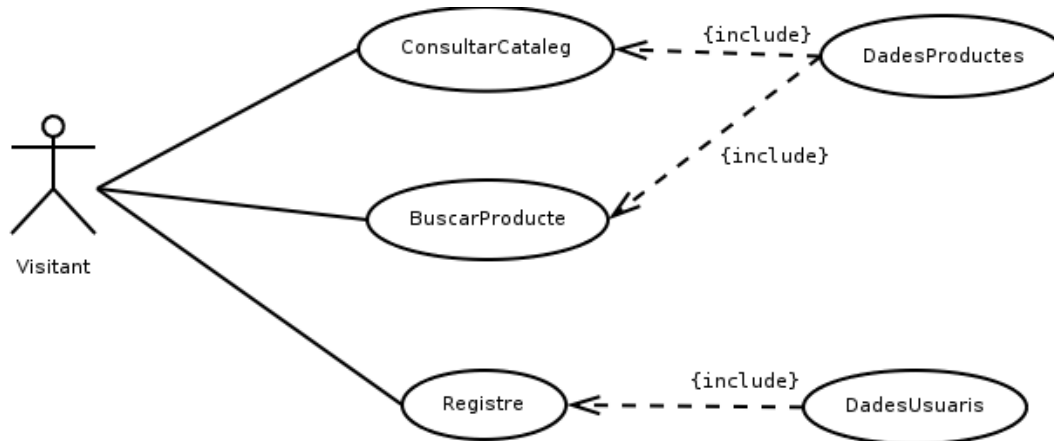 ConsultarCataleg
{include}
DadesProductes
{include}
BuscarProducte
Visitant
{include}
Registre
DadesUsuaris